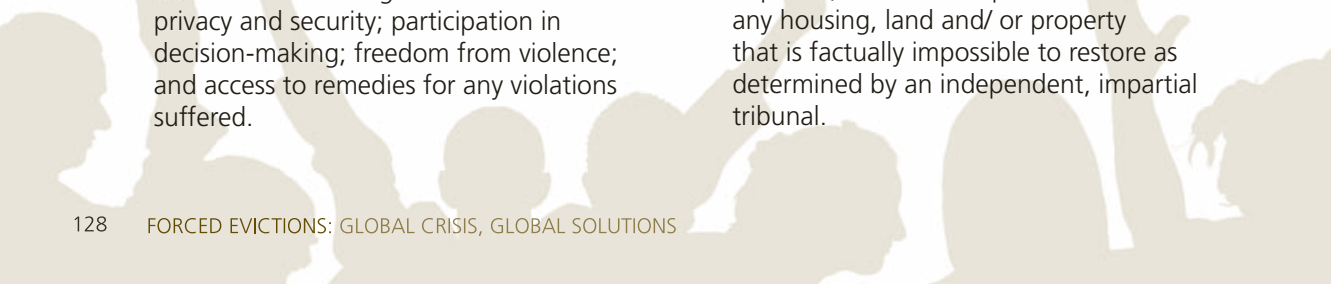 privacy and security; participation in
decision-making; freedom from violence;
and access to remedies for any violations
suffered.
any housing, land and/ or property
that is factually impossible to restore as
determined by an independent, impartial
tribunal.
128 FORCED EVICTIONS: GLOBAL CRISIS, GLOBAL SOLUTIONS